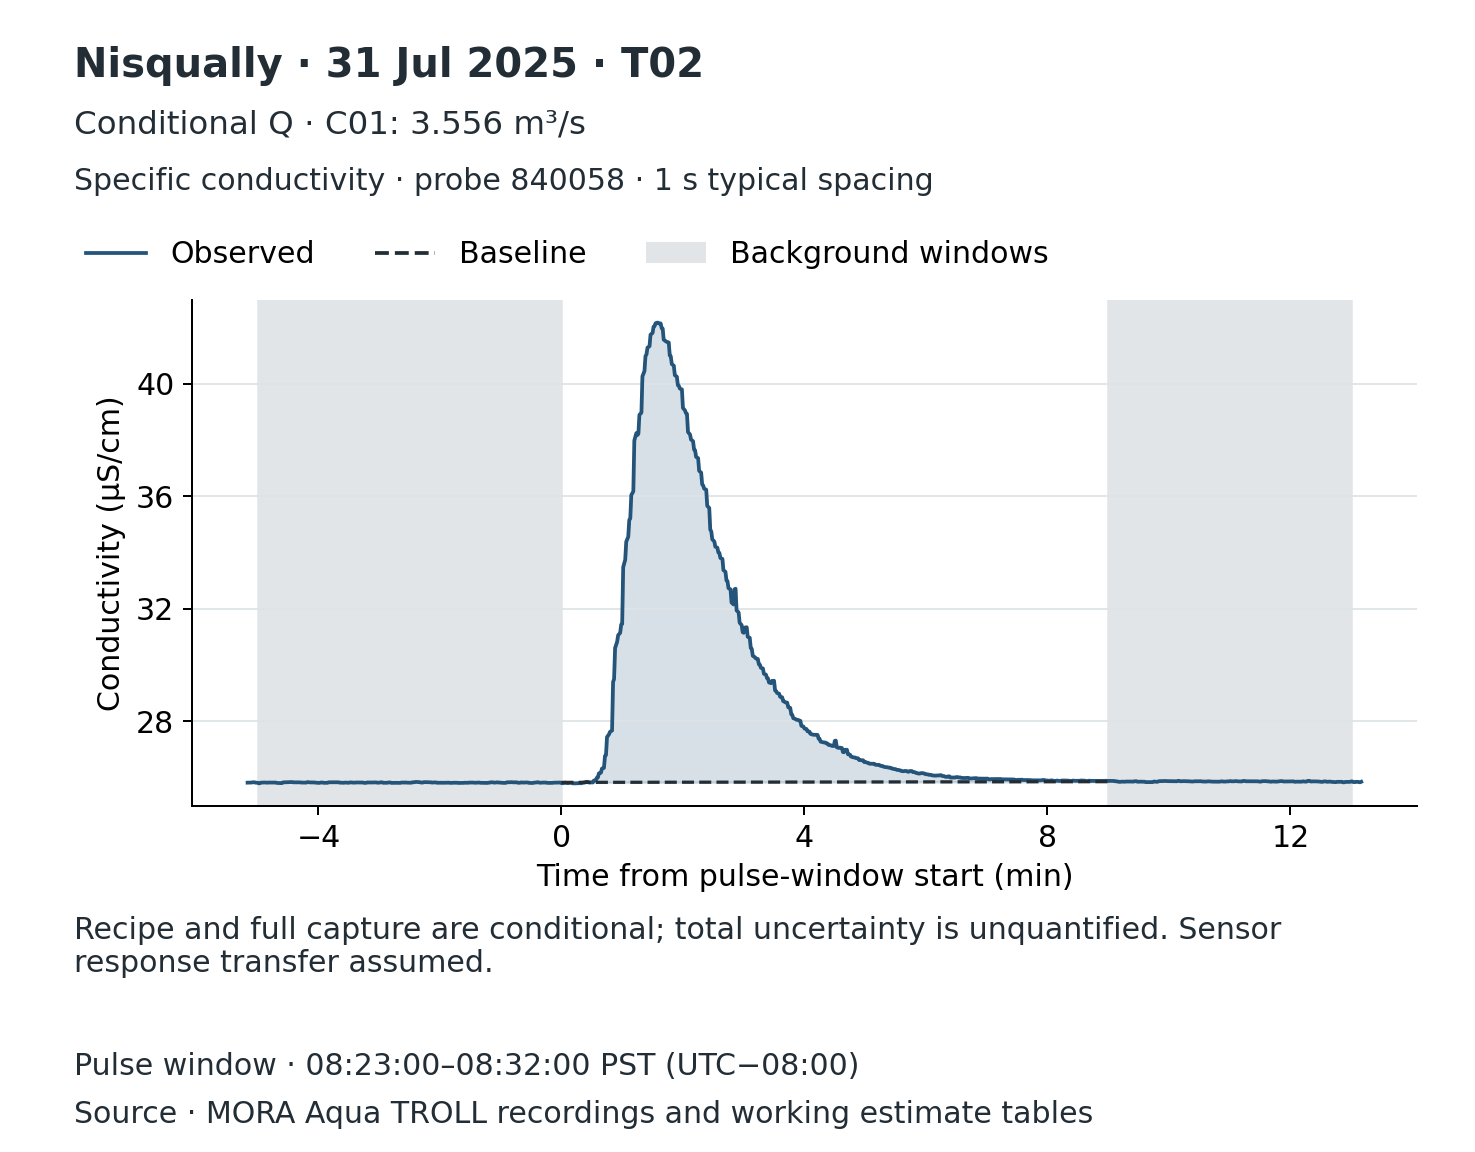 Nisqually · 31 Jul 2025 · T02
Conditional Q · C01: 3.556 m³/s
Specific conductivity · probe 840058 · 1 s typical spacing
Observed Baseline Background windows
Conductivity (µS/cm)
40
36
32
28
−4 0 4 8 12
Time from pulse-window start (min)
Recipe and full capture are conditional; total uncertainty is unquantified. Sensor
response transfer assumed.
Pulse window · 08:23:00–08:32:00 PST (UTC−08:00)
Source · MORA Aqua TROLL recordings and working estimate tables